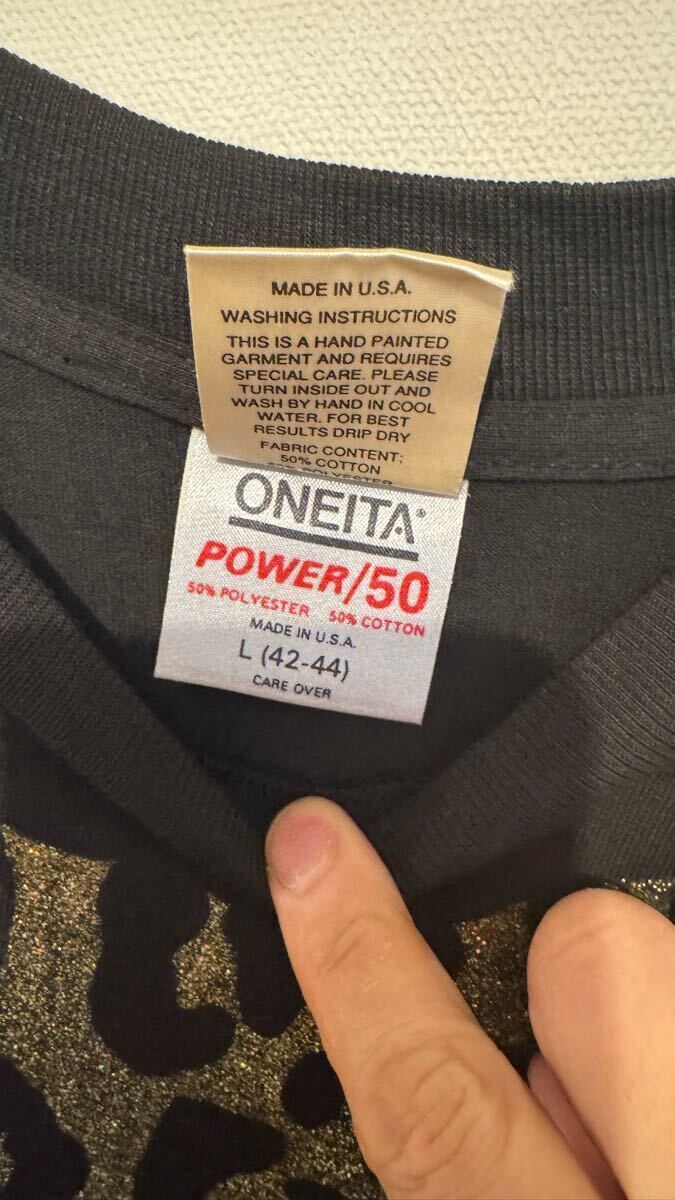 MADE IN U.S.A.
WASHING INSTRUCTIONS
THIS IS A HAND PAINTED
GARMENT AND REQUIRES
SPECIAL CARE. PLEASE
TURN INSIDE OUT AND
WASH BY HAND IN COOL
WATER. FOR BEST
RESULTS DRIP DRY
FABRIC CONTENT:
50% COTTON
50% POLYESTER
ONEITA®
POWER/50
50% POLYESTER 50% COTTON
MADE IN U.S.A.
L (42-44)
CARE OVER